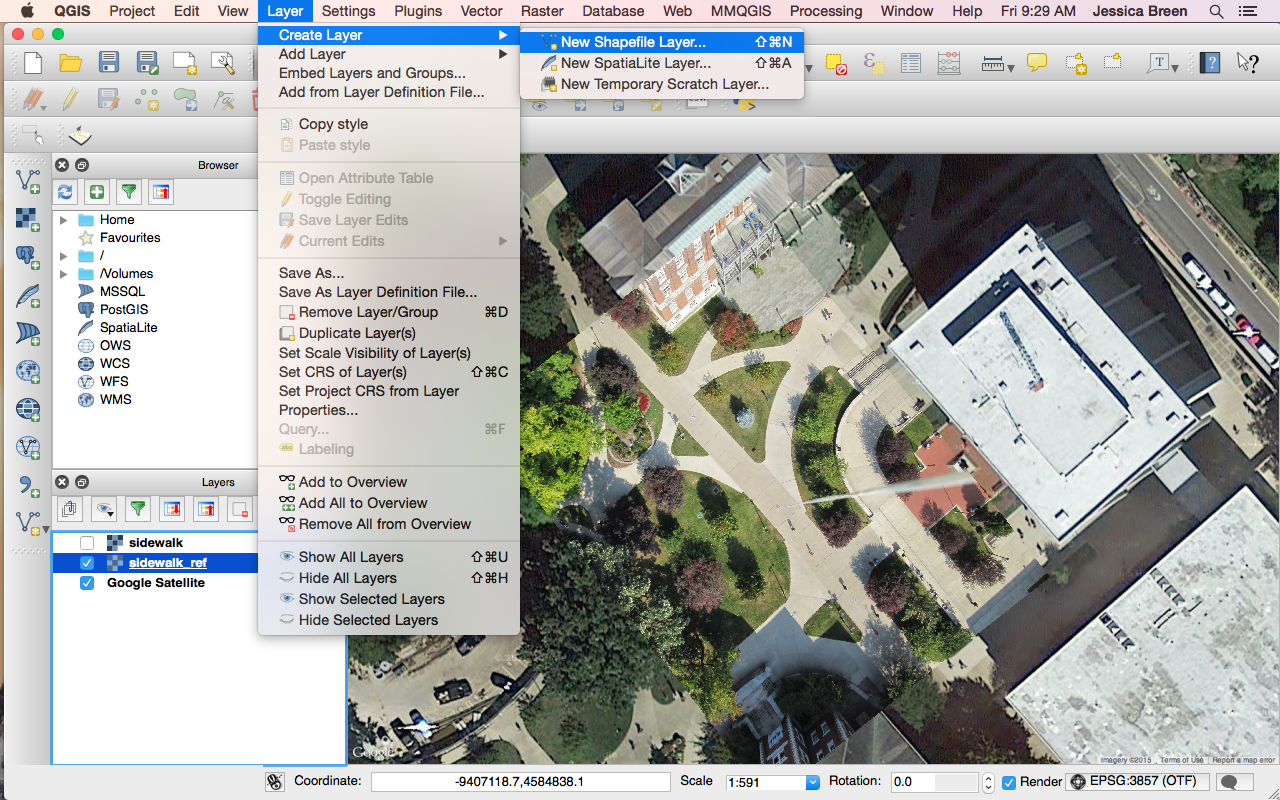 QGIS Project Edit View Layer Settings Plugins Vector Raster Database Web MMQGIS Processing Window Help Fri 9:29 AM Jessica Breen
Create Layer
Add Layer
Embed Layers and Groups...
Add from Layer Definition File...
Copy style
Paste style
Open Attribute Table
Toggle Editing
Save Layer Edits
Current Edits
Save As...
Save As Layer Definition File...
Remove Layer/Group ⌘D
Duplicate Layer(s)
Set Scale Visibility of Layer(s)
Set CRS of Layer(s) ⇧⌘C
Set Project CRS from Layer
Properties...
Query... ⌘F
Labeling
Add to Overview
Add All to Overview
Remove All from Overview
Show All Layers ⇧⌘U
Hide All Layers ⇧⌘H
Show Selected Layers
Hide Selected Layers
New Shapefile Layer... ⇧⌘N
New SpatiaLite Layer... ⇧⌘A
New Temporary Scratch Layer...
Browser
Home
Favourites
/
/Volumes
MSSQL
PostGIS
SpatiaLite
OWS
WCS
WFS
WMS
Layers
sidewalk
sidewalk_ref
Google Satellite
Google
Imagery ©2015 Terms of Use Report a map error
Coordinate: -9407118.7,4584838.1 Scale 1:591 Rotation: 0.0 Render EPSG:3857 (OTF)